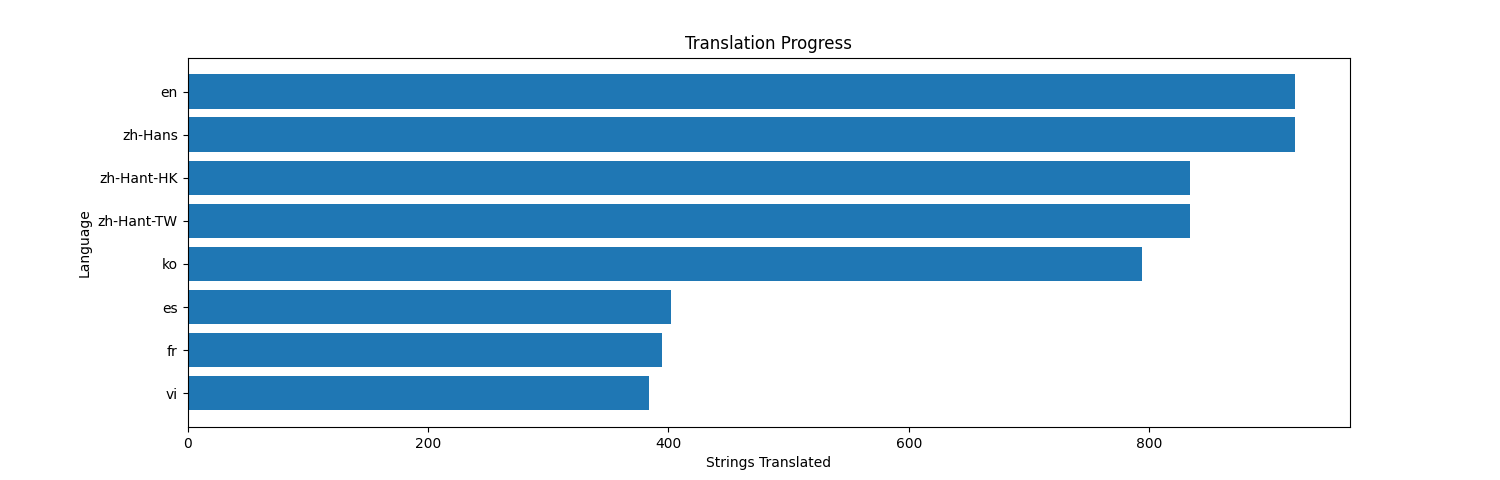 Translation Progress
en
zh-Hans
zh-Hant-HK
zh-Hant-TW
ko
es
fr
vi
Language
0 200 400 600 800
Strings Translated